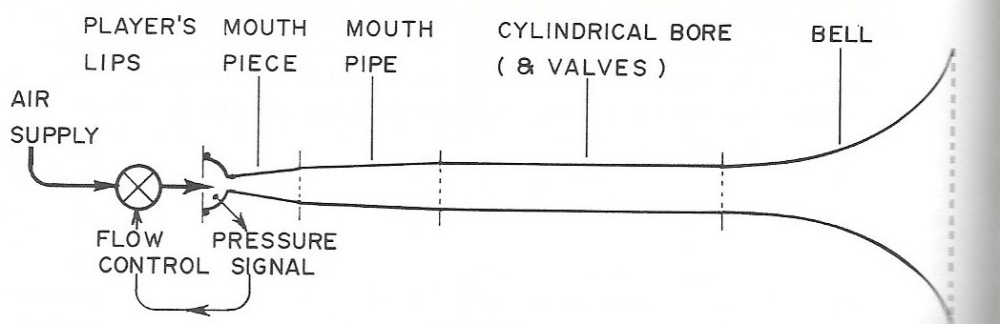 PLAYER'S LIPS
MOUTH PIECE
MOUTH PIPE
CYLINDRICAL BORE
( & VALVES )
BELL
AIR SUPPLY
FLOW CONTROL
PRESSURE SIGNAL